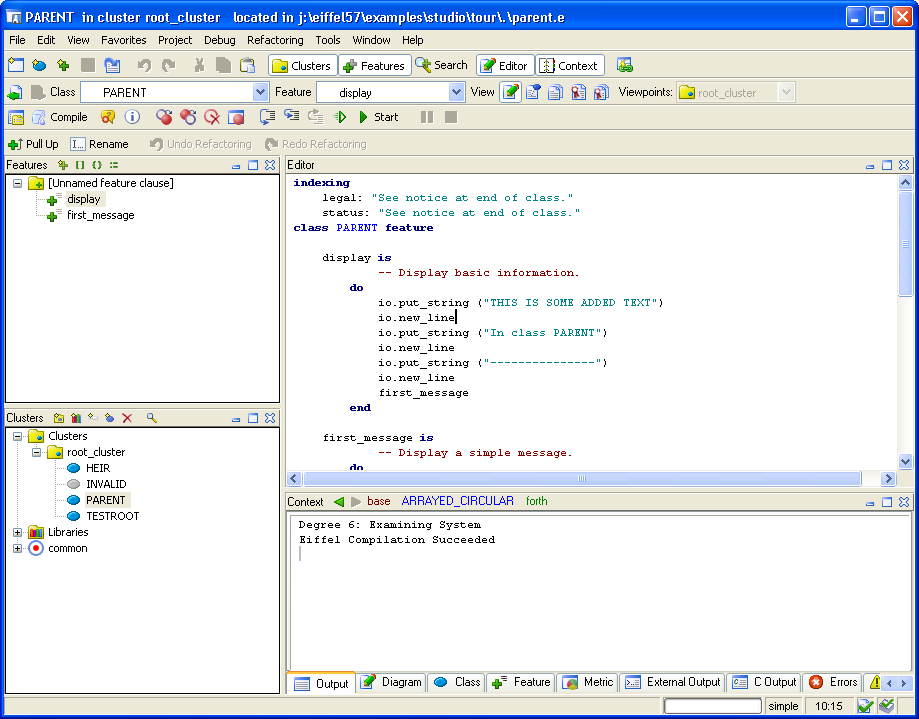 PARENT in cluster root_cluster located in j:\eiffel57\examples\studio\tour\.\parent.e
File Edit View Favorites Project Debug Refactoring Tools Window Help
Clusters Features Search Editor Context
Class PARENT Feature display View Viewpoints: root_cluster
Compile Start
Pull Up I... Rename Undo Refactoring Redo Refactoring
Features
[Unnamed feature clause]
display
first_message
Clusters
Clusters
root_cluster
HEIR
INVALID
PARENT
TESTROOT
Libraries
common
Editor
indexing
legal: "See notice at end of class."
status: "See notice at end of class."
class PARENT feature
display is
-- Display basic information.
do
io.put_string ("THIS IS SOME ADDED TEXT")
io.new_line
io.put_string ("In class PARENT")
io.new_line
io.put_string ("---------------")
io.new_line
first_message
end
first_message is
-- Display a simple message.
do
Context base ARRAYED_CIRCULAR forth
Degree 6: Examining System
Eiffel Compilation Succeeded
Output Diagram Class Feature Metric External Output C Output Errors
simple 10:15